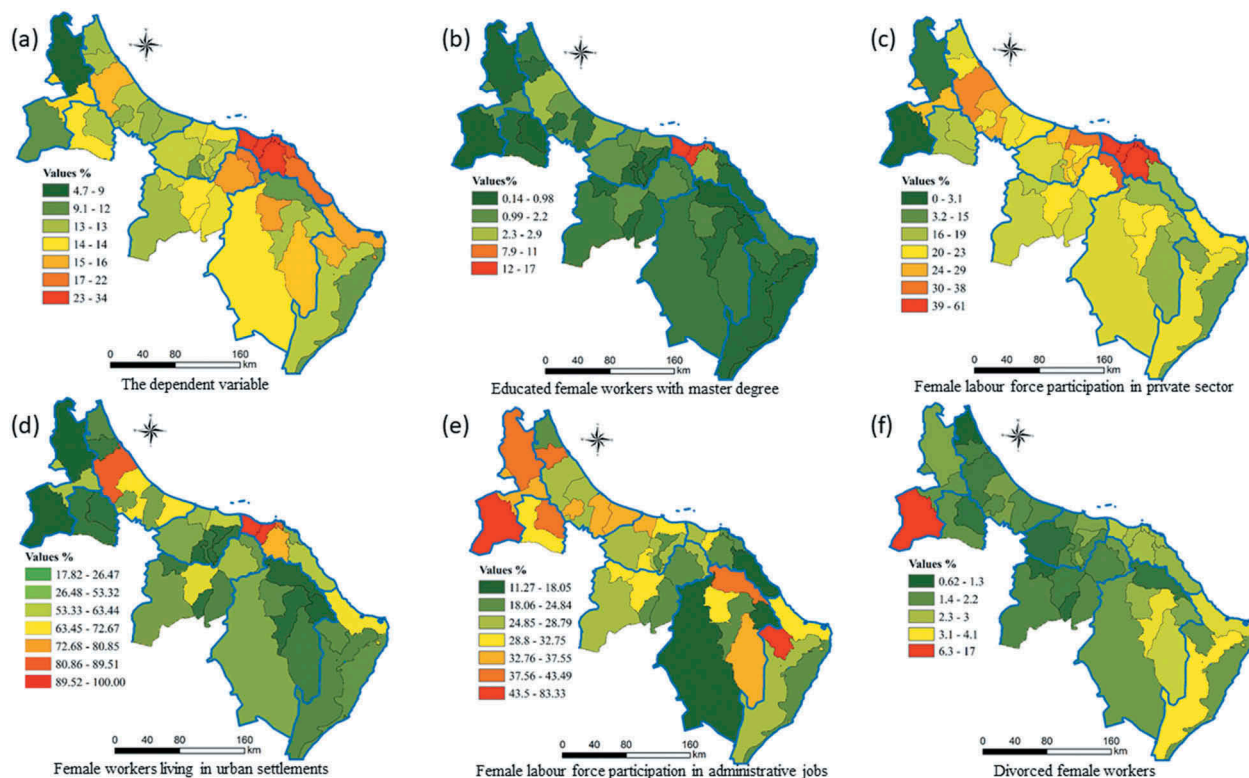 (a)
Values %
4.7 - 9
9.1 - 12
13 - 13
14 - 14
15 - 16
17 - 22
23 - 34
0 40 80 160
km
The dependent variable
(b)
Values%
0.14 - 0.98
0.99 - 2.2
2.3 - 2.9
7.9 - 11
12 - 17
0 40 80 160
km
Educated female workers with master degree
(c)
Values %
0 - 3.1
3.2 - 15
16 - 19
20 - 23
24 - 29
30 - 38
39 - 61
0 40 80 160
km
Female labour force participation in private sector
(d)
Values %
17.82 - 26.47
26.48 - 53.32
53.33 - 63.44
63.45 - 72.67
72.68 - 80.85
80.86 - 89.51
89.52 - 100.00
0 40 80 160
km
Female workers living in urban settlements
(e)
Values %
11.27 - 18.05
18.06 - 24.84
24.85 - 28.79
28.8 - 32.75
32.76 - 37.55
37.56 - 43.49
43.5 - 83.33
0 40 80 160
km
Female labour force participation in administrative jobs
(f)
Values %
0.62 - 1.3
1.4 - 2.2
2.3 - 3
3.1 - 4.1
6.3 - 17
0 40 80 160
km
Divorced female workers